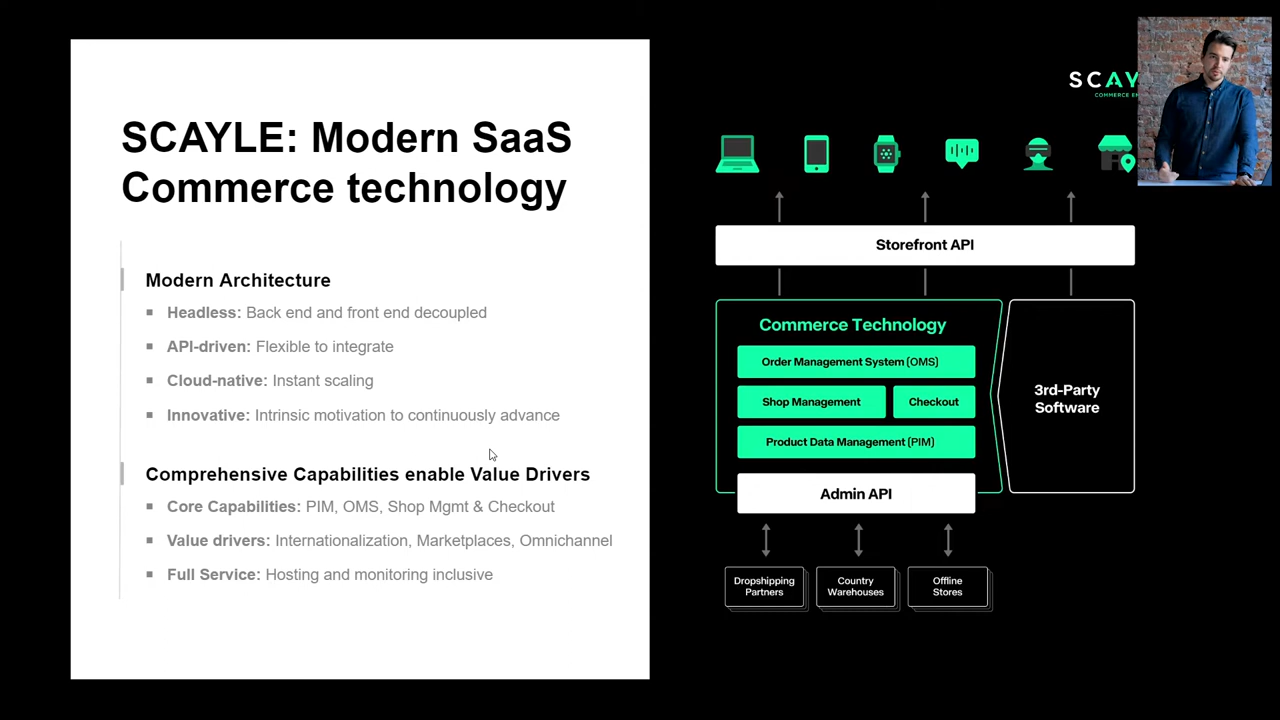 SCAYLE: Modern SaaS
Commerce technology
Modern Architecture
▪ Headless: Back end and front end decoupled
▪ API-driven: Flexible to integrate
▪ Cloud-native: Instant scaling
▪ Innovative: Intrinsic motivation to continuously advance
Comprehensive Capabilities enable Value Drivers
▪ Core Capabilities: PIM, OMS, Shop Mgmt & Checkout
▪ Value drivers: Internationalization, Marketplaces, Omnichannel
▪ Full Service: Hosting and monitoring inclusive
SCAY
COMMERCE EN
Storefront API
Commerce Technology
Order Management System (OMS)
Shop Management
Checkout
Product Data Management (PIM)
Admin API
3rd-Party
Software
Dropshipping
Partners
Country
Warehouses
Offline
Stores